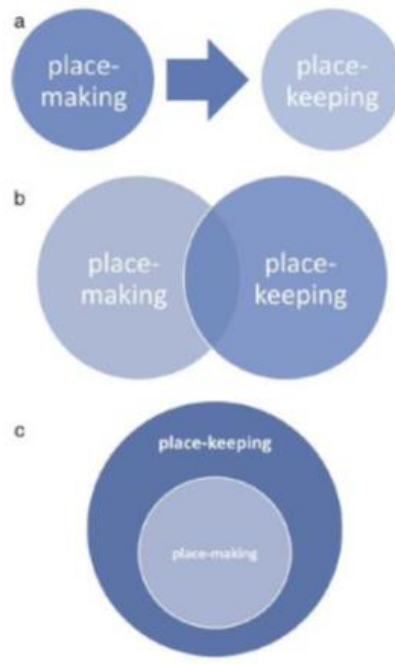 a
place-
making
place-
keeping
b
place-
making
place-
keeping
c
place-keeping
place-making